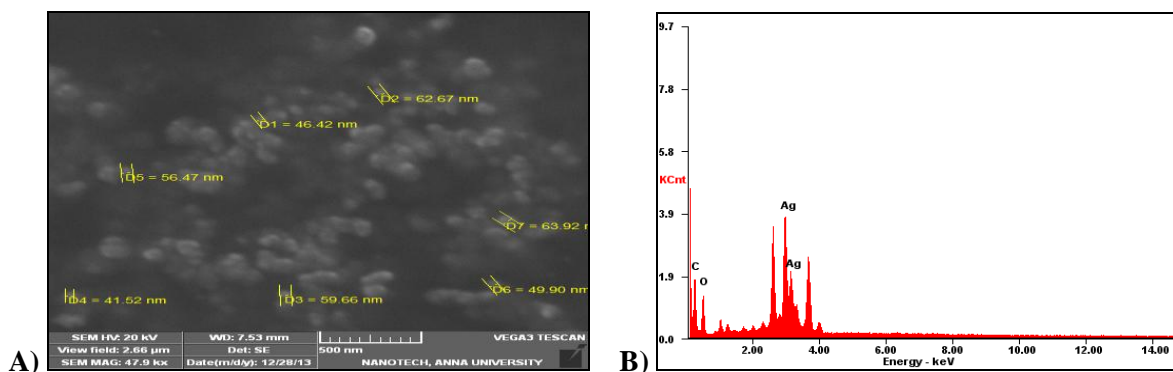 D2 = 62.67 nm
D1 = 46.42 nm
D5 = 56.47 nm
D7 = 63.92 nm
D6 = 49.90 nm
D4 = 41.52 nm
D3 = 59.66 nm
SEM HV: 20 kV WD: 7.53 mm VEGA3 TESCAN
View field: 2.66 µm Det: SE 500 nm
SEM MAG: 47.9 kx Date(m/d/y): 12/28/13 NANOTECH, ANNA UNIVERSITY
A)
9.7
7.8
5.8
KCnt
3.9
1.9
0.0
C
O
Ag
Ag
2.00 4.00 6.00 8.00 10.00 12.00 14.00
Energy - keV
B)